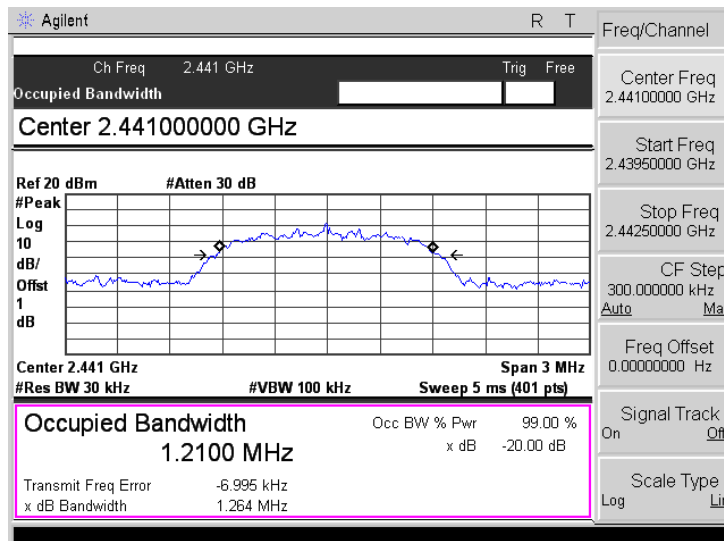 Agilent R T
Ch Freq 2.441 GHz Trig Free
Occupied Bandwidth
Center 2.441000000 GHz
Ref 20 dBm #Atten 30 dB
#Peak
Log
10
dB/
Offst
1
dB
Center 2.441 GHz Span 3 MHz
#Res BW 30 kHz #VBW 100 kHz Sweep 5 ms (401 pts)
Occupied Bandwidth Occ BW % Pwr 99.00 %
1.2100 MHz x dB -20.00 dB
Transmit Freq Error -6.995 kHz
x dB Bandwidth 1.264 MHz
Freq/Channel
Center Freq
2.44100000 GHz
Start Freq
2.43950000 GHz
Stop Freq
2.44250000 GHz
CF Step
300.000000 kHz
Auto Ma
Freq Offset
0.00000000 Hz
Signal Track
On Off
Scale Type
Log Lin